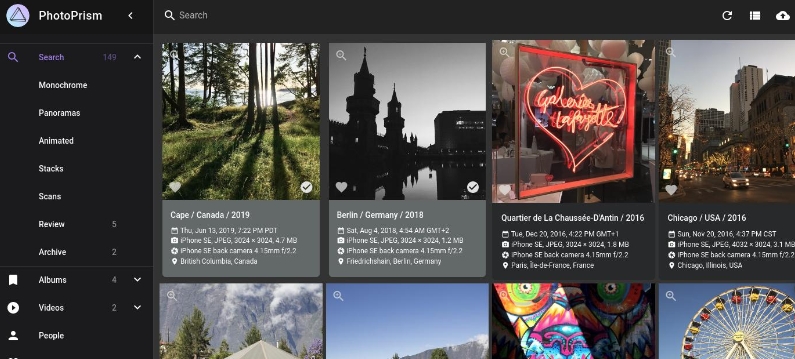 PhotoPrism
Search
Search 149
Monochrome
Panoramas
Animated
Stacks
Scans
Review 5
Archive 2
Albums 4
Videos 2
People
Cape / Canada / 2019
Thu, Jun 13, 2019, 7:22 PM PDT
iPhone SE, JPEG, 3024 × 3024, 4.7 MB
iPhone SE back camera 4.15mm f/2.2
British Columbia, Canada
Berlin / Germany / 2018
Sat, Aug 4, 2018, 4:54 AM GMT+2
iPhone SE, JPEG, 3024 × 3024, 1.2 MB
iPhone SE back camera 4.15mm f/2.2
Friedrichshain, Berlin, Germany
Galeries
Lafayette
Quartier de La Chaussée-D'Antin / 2016
Tue, Dec 20, 2016, 4:22 PM GMT+1
iPhone SE, JPEG, 3024 × 3024, 1.8 MB
iPhone SE back camera 4.15mm f/2.2
Paris, Île-de-France, France
Chicago / USA / 2016
Sun, Nov 20, 2016, 4:37 PM CST
iPhone SE, JPEG, 4032 × 3024, 3.1 MB
iPhone SE back camera 4.15mm f/2.2
Chicago, Illinois, USA